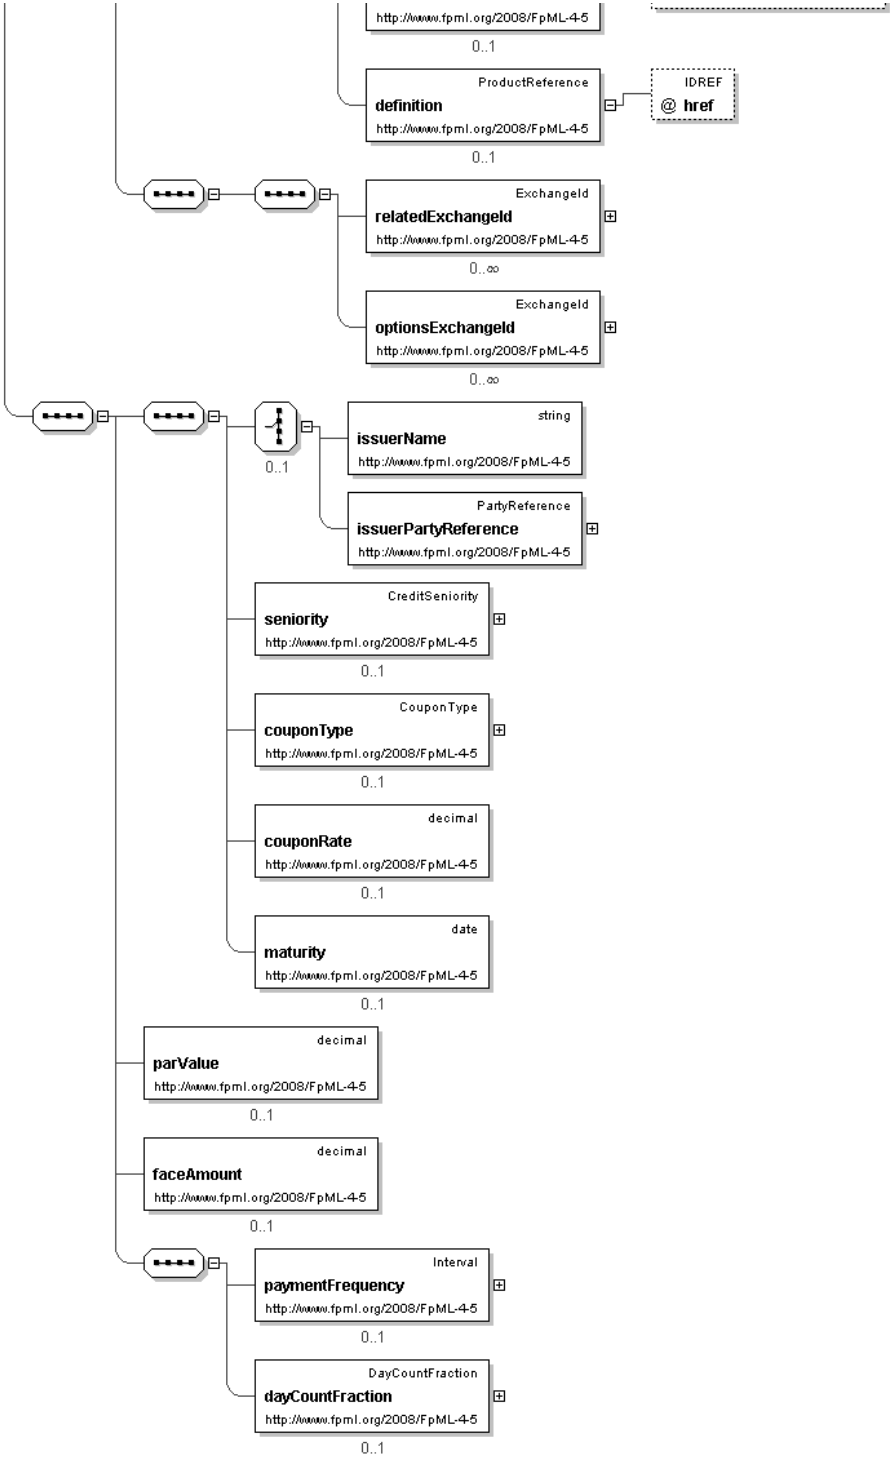 http://www.fpml.org/2008/FpML-4-5
0..1
ProductReference
definition
http://www.fpml.org/2008/FpML-4-5
0..1
IDREF
@ href
ExchangeId
relatedExchangeId
http://www.fpml.org/2008/FpML-4-5
0..∞
ExchangeId
optionsExchangeId
http://www.fpml.org/2008/FpML-4-5
0..∞
0..1
string
issuerName
http://www.fpml.org/2008/FpML-4-5
PartyReference
issuerPartyReference
http://www.fpml.org/2008/FpML-4-5
CreditSeniority
seniority
http://www.fpml.org/2008/FpML-4-5
0..1
CouponType
couponType
http://www.fpml.org/2008/FpML-4-5
0..1
decimal
couponRate
http://www.fpml.org/2008/FpML-4-5
0..1
date
maturity
http://www.fpml.org/2008/FpML-4-5
0..1
decimal
parValue
http://www.fpml.org/2008/FpML-4-5
0..1
decimal
faceAmount
http://www.fpml.org/2008/FpML-4-5
0..1
Interval
paymentFrequency
http://www.fpml.org/2008/FpML-4-5
0..1
DayCountFraction
dayCountFraction
http://www.fpml.org/2008/FpML-4-5
0..1